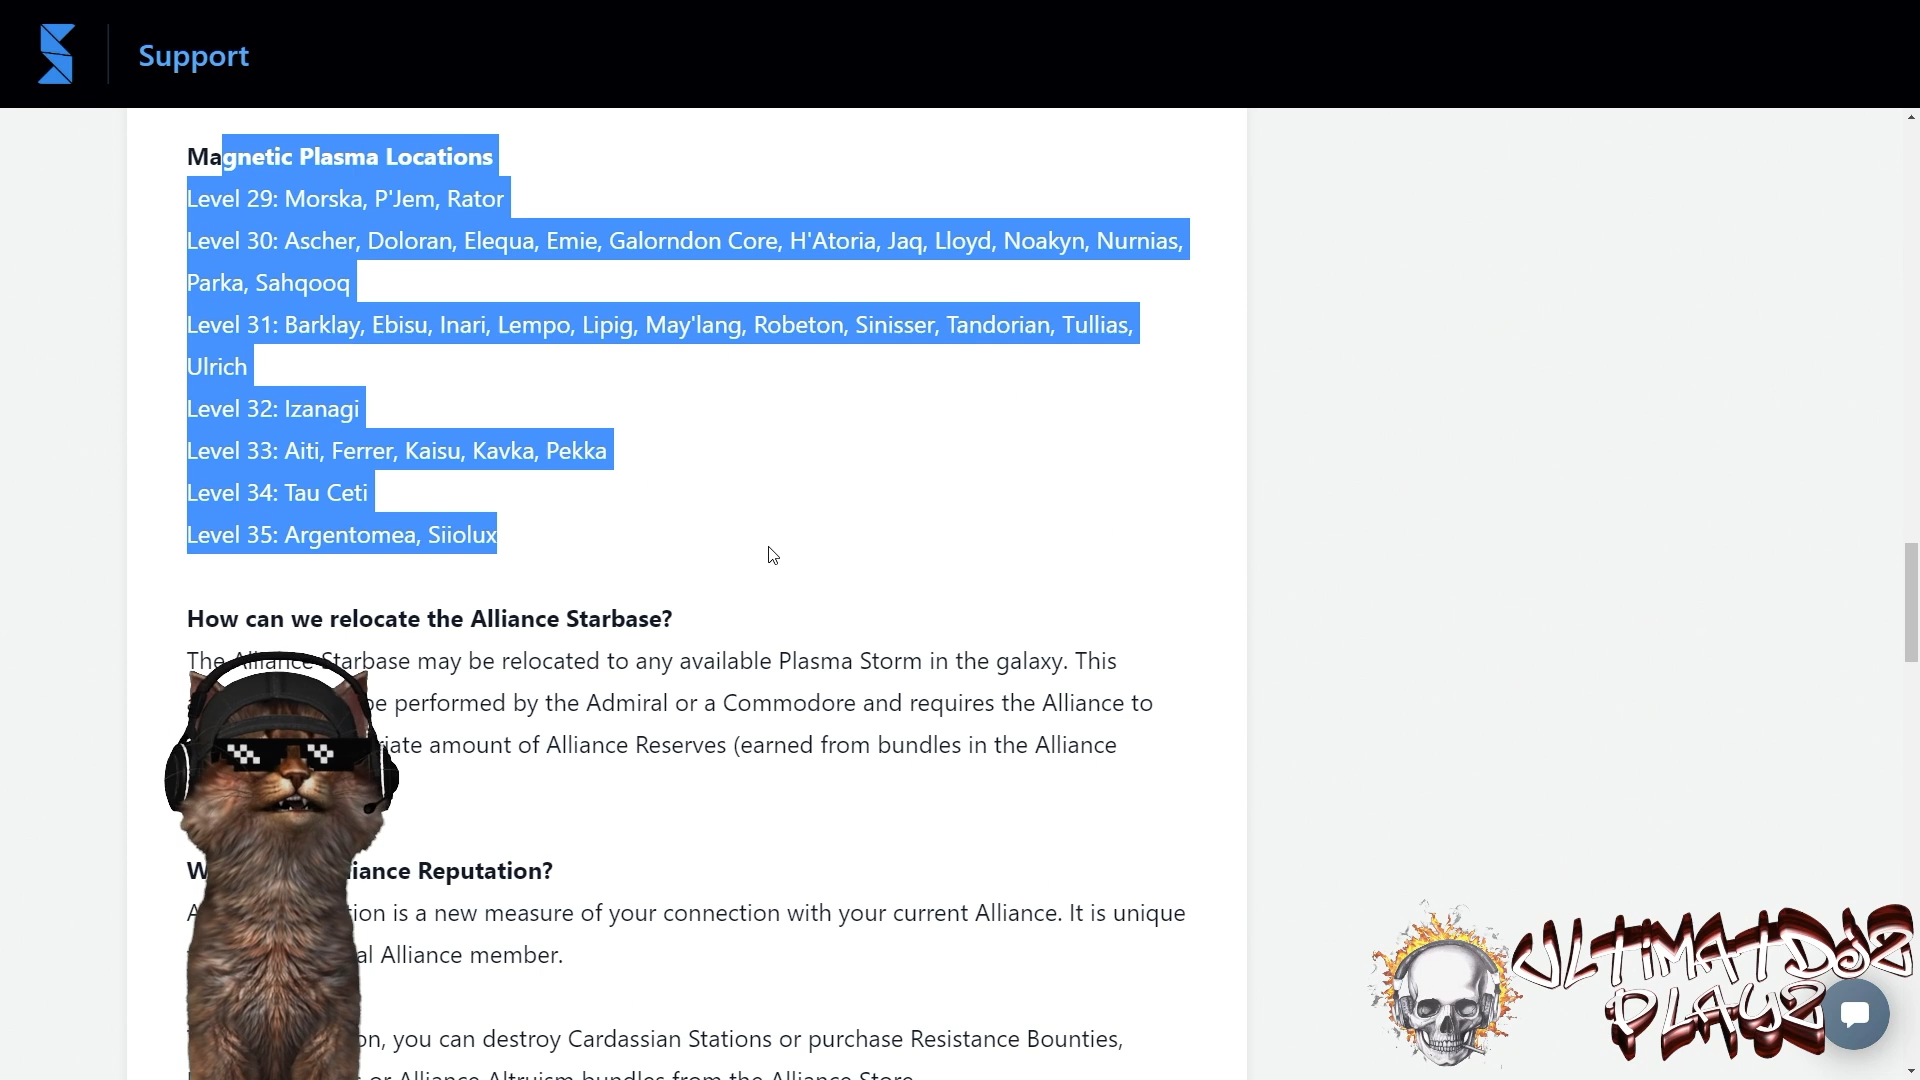 Support
Magnetic Plasma Locations
Level 29: Morska, P'Jem, Rator
Level 30: Ascher, Doloran, Elequa, Emie, Galorndon Core, H'Atoria, Jaq, Lloyd, Noakyn, Nurnias,
Parka, Sahqooq
Level 31: Barklay, Ebisu, Inari, Lempo, Lipig, May'lang, Robeton, Sinisser, Tandorian, Tullias,
Ulrich
Level 32: Izanagi
Level 33: Aiti, Ferrer, Kaisu, Kavka, Pekka
Level 34: Tau Ceti
Level 35: Argentomea, Siiolux
How can we relocate the Alliance Starbase?
The Alliance Starbase may be relocated to any available Plasma Storm in the galaxy. This
be performed by the Admiral or a Commodore and requires the Alliance to
amount of Alliance Reserves (earned from bundles in the Alliance
Reputation?
is a new measure of your connection with your current Alliance. It is unique
Alliance member.
you can destroy Cardassian Stations or purchase Resistance Bounties,
or Alliance Altruism bundles from the Alliance Store.
ULTIMATDJZ
PLAYZ